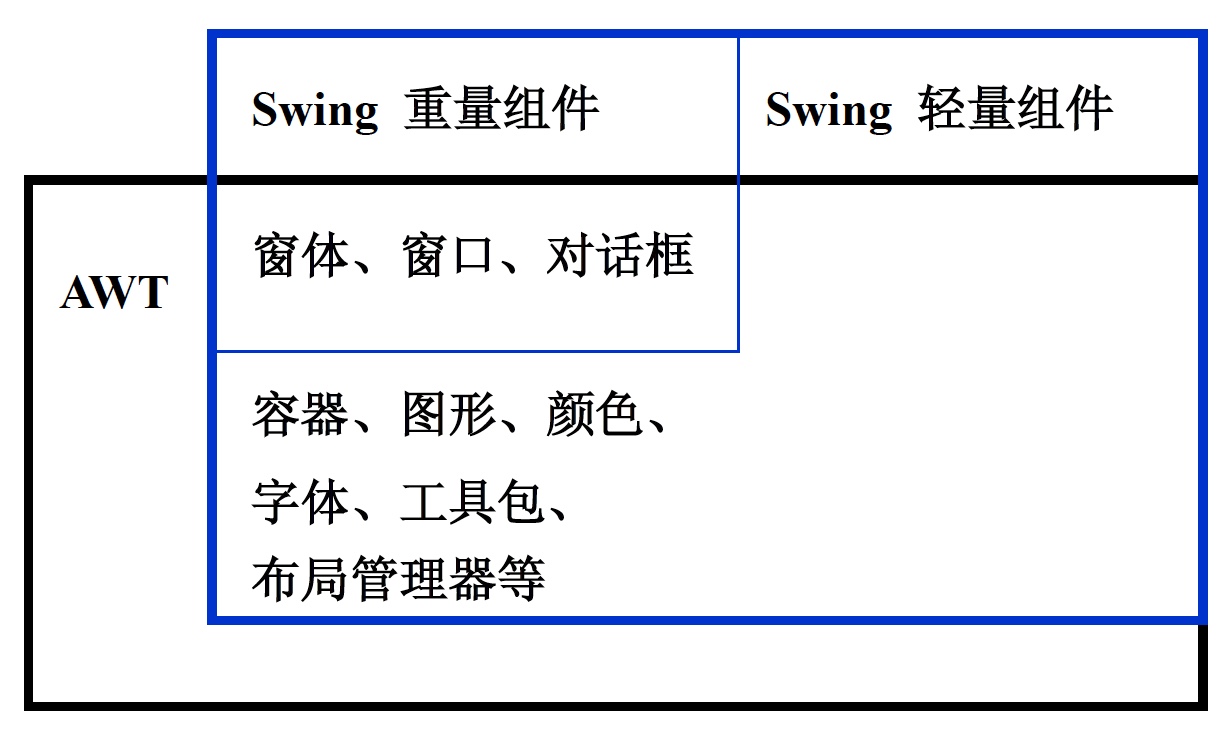 Swing 重量组件
Swing 轻量组件
AWT
窗体、窗口、对话框
容器、图形、颜色、
字体、工具包、
布局管理器等